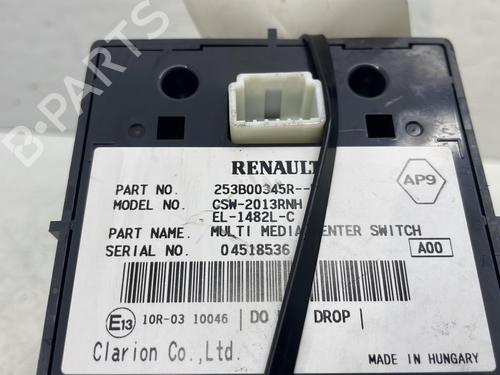 B-PARTS
RENAULT
PART NO. 253B00345R--
MODEL NO. CSW-2013RNH
EL-1482L-C
PART NAME. MULTI MEDIA CENTER SWITCH
SERIAL NO. 04518536 A00
AP9
E13 10R-03 10046 DO DROP
Clarion Co.,Ltd.
MADE IN HUNGARY